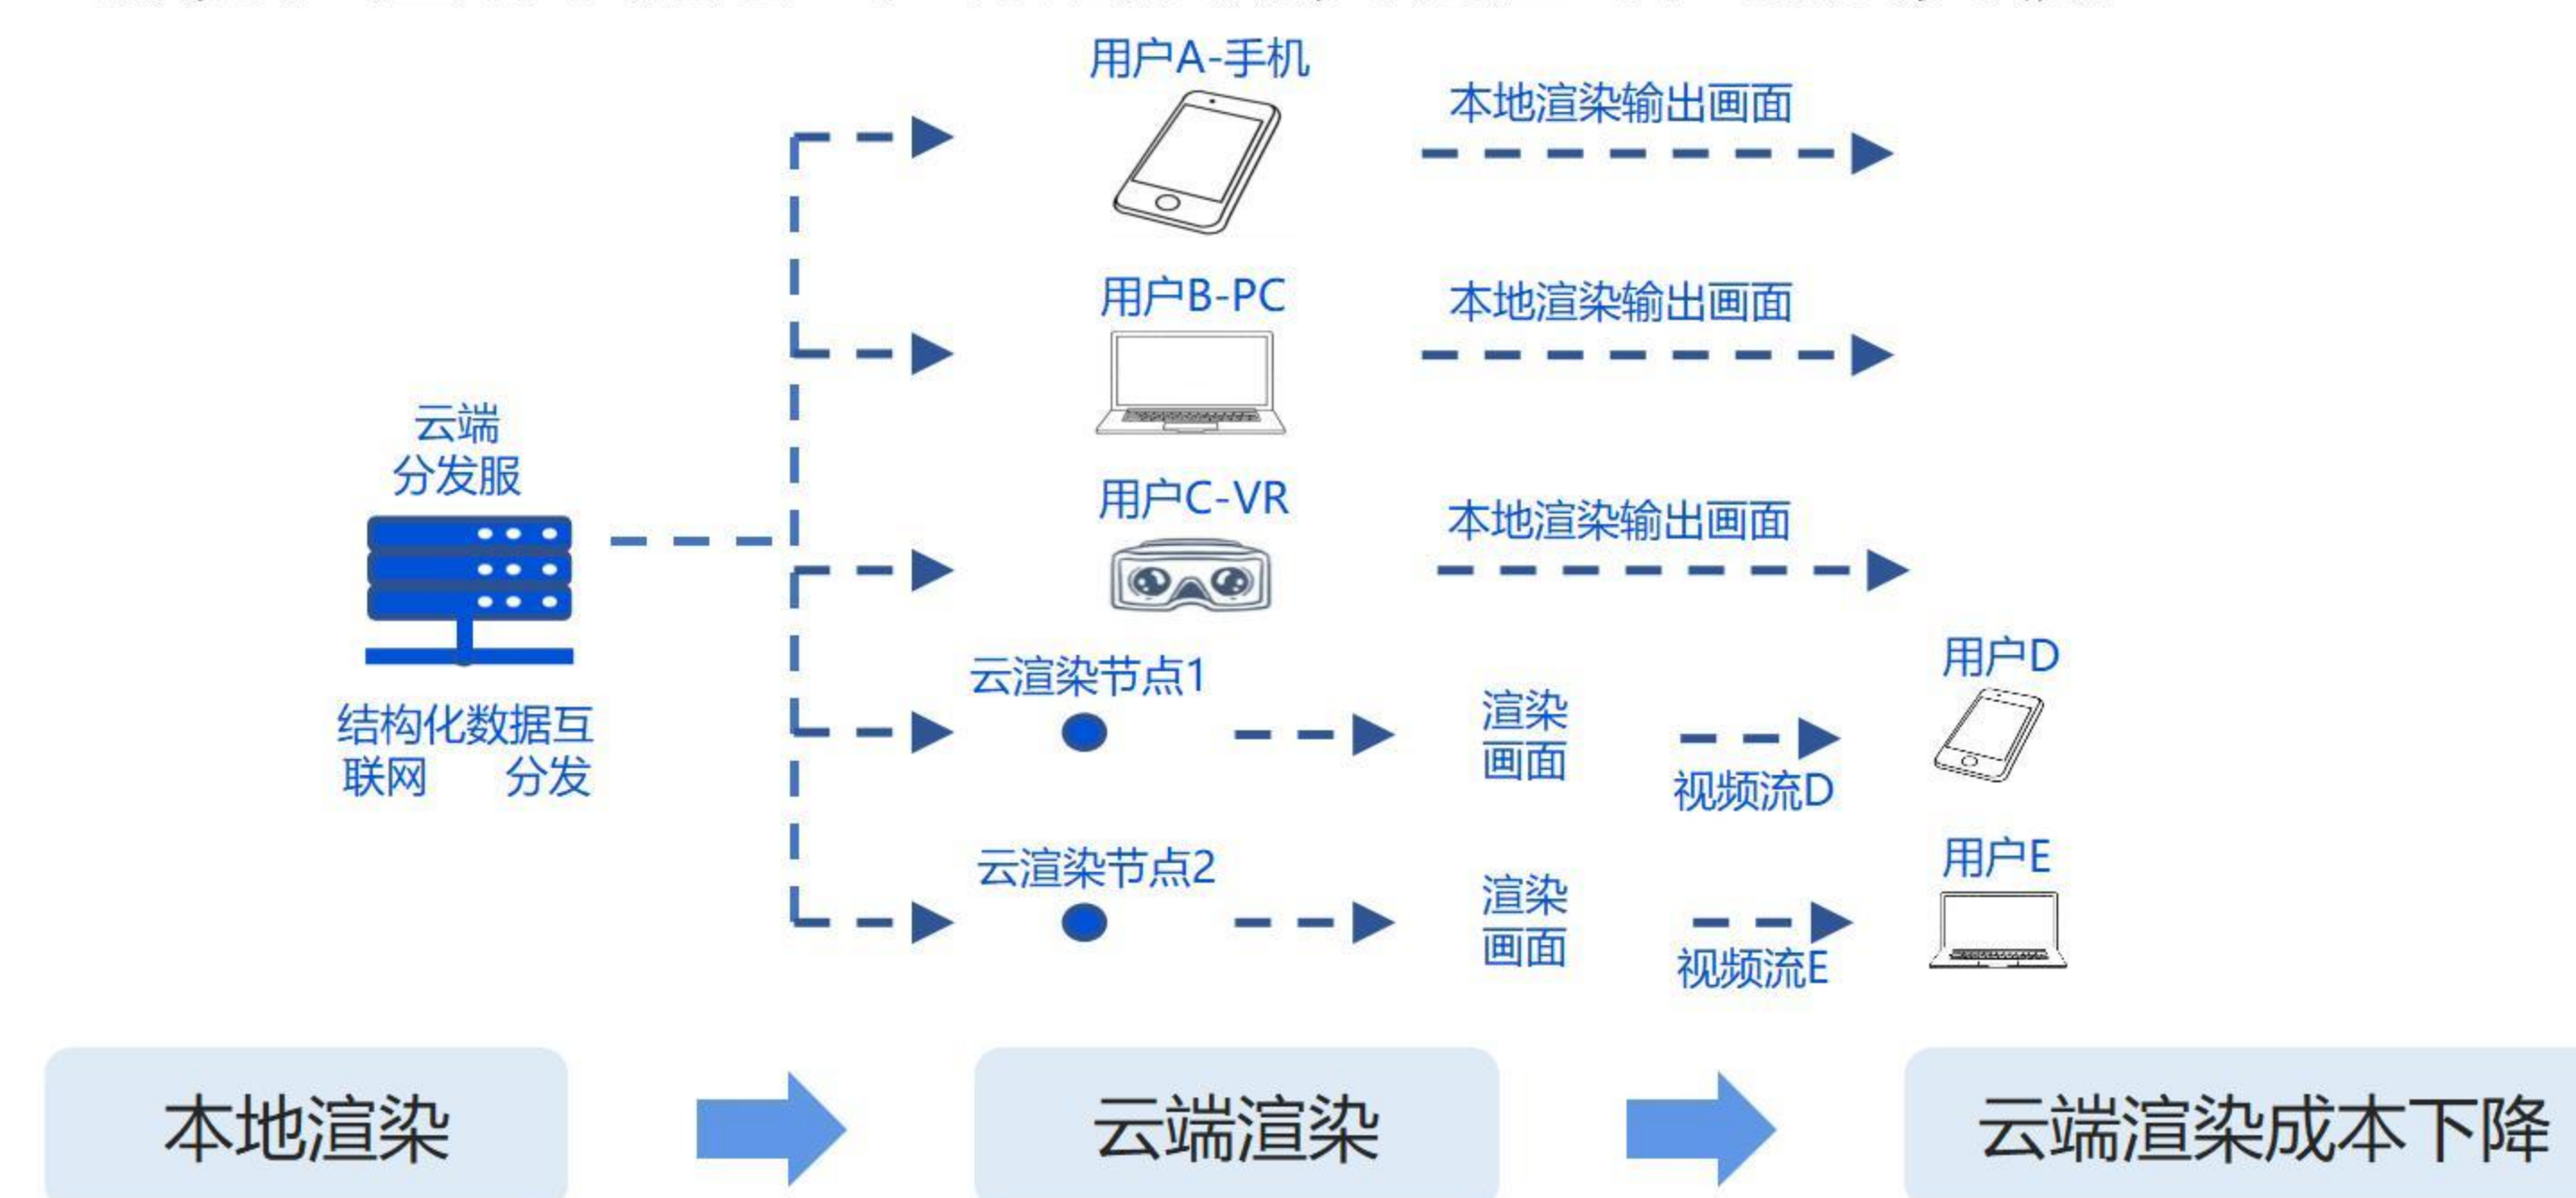 用户A-手机
本地渲染输出画面
用户B-PC
本地渲染输出画面
云端
分发服
用户C-VR
本地渲染输出画面
结构化数据互
联网 分发
云渲染节点1
渲染
画面
视频流D
用户D
云渲染节点2
渲染
画面
视频流E
用户E
本地渲染
云端渲染
云端渲染成本下降